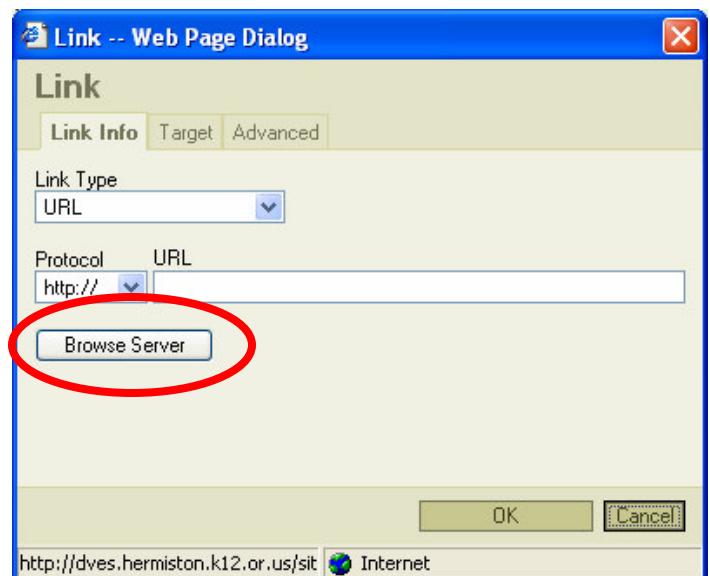 Link -- Web Page Dialog
Link
Link Info Target Advanced
Link Type
URL
Protocol URL
http://
Browse Server
OK Cancel
http://dves.hermiston.k12.or.us/sit Internet